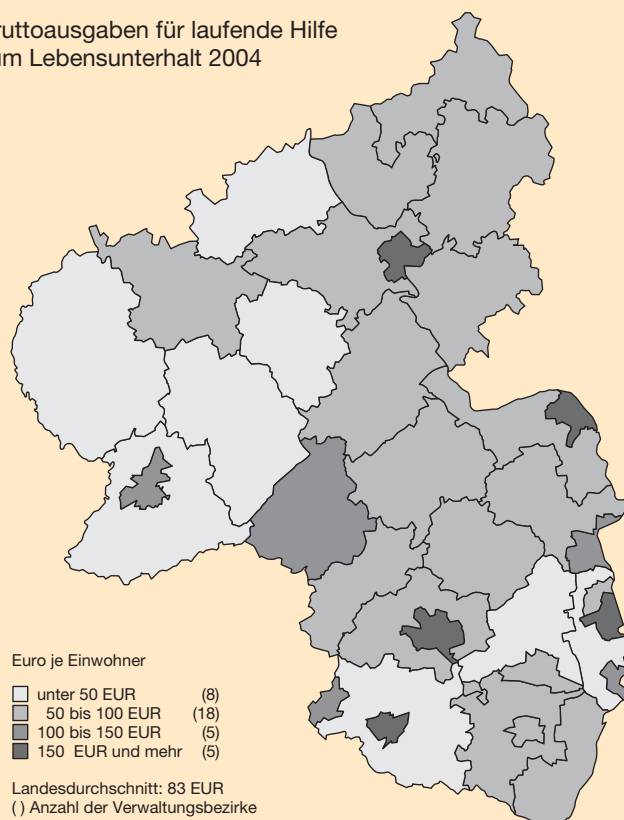 ruttoausgaben für laufende Hilfe
um Lebensunterhalt 2004
Euro je Einwohner
unter 50 EUR (8)
50 bis 100 EUR (18)
100 bis 150 EUR (5)
150 EUR und mehr (5)
Landesdurchschnitt: 83 EUR
( ) Anzahl der Verwaltungsbezirke